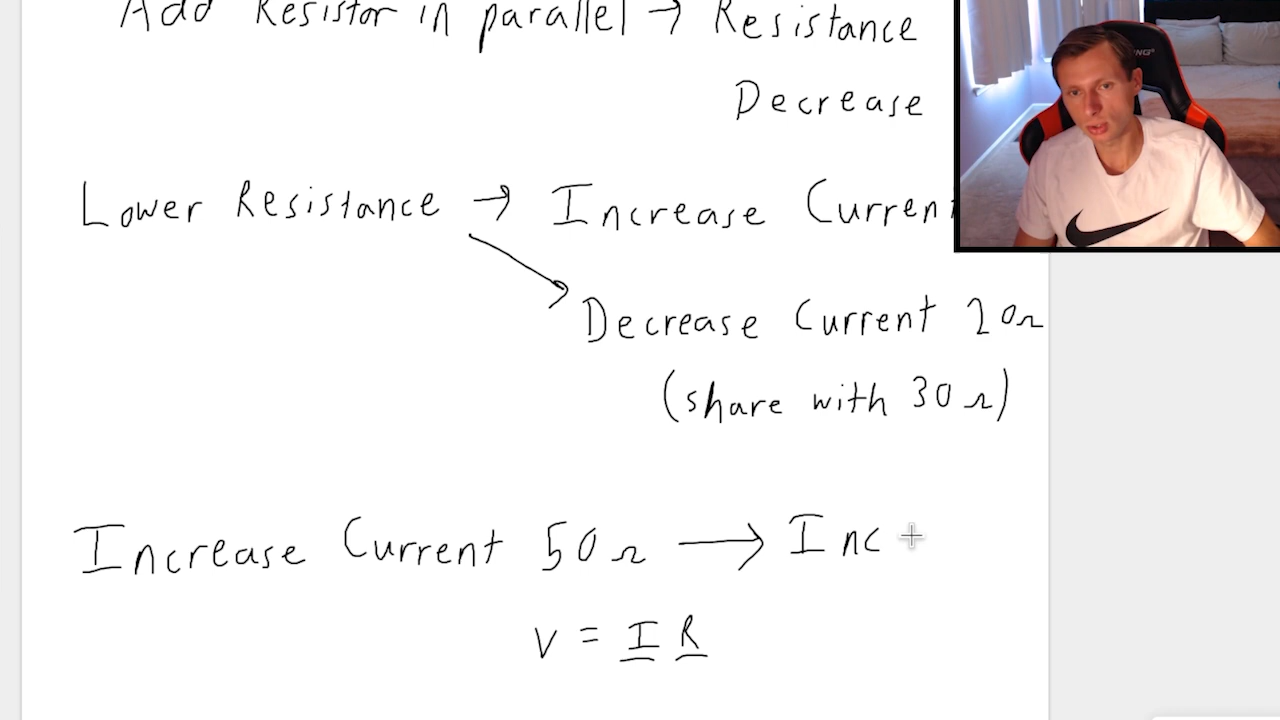 Add Resistor in parallel → Resistance
Decrease
Lower Resistance → Increase Current
Decrease Current 20Ω
(share with 30Ω)
Increase Current 50Ω → Inc
V = I R